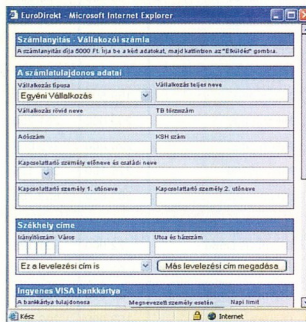 EuroDirekt - Microsoft Internet Explorer
Számlanyitás - Vállakozói számla
A számlanyitás díja 5000 Ft. Írja be a kért adatokat, majd kattintson az "Elküldés" gombra.
A számlatulajdonos adatai
Vállalkozás típusa Vállalkozás teljes neve
Egyéni Vállalkozás
Vállalkozás rövid neve TB törzsszám
Adószám KSH szám
Kapcsolattartó személy előneve és családi neve
Kapcsolattartó személy 1. utóneve Kapcsolattartó személy 2. utóneve
Székhely címe
Irányítószám Város Utca és házszám
Ez a levelezési cím is Más levelezési cím megadása
Ingyenes VISA bankkártya
A bankkártya tulajdonosa Megnevezett személy esetén Napi limit
Kész Internet